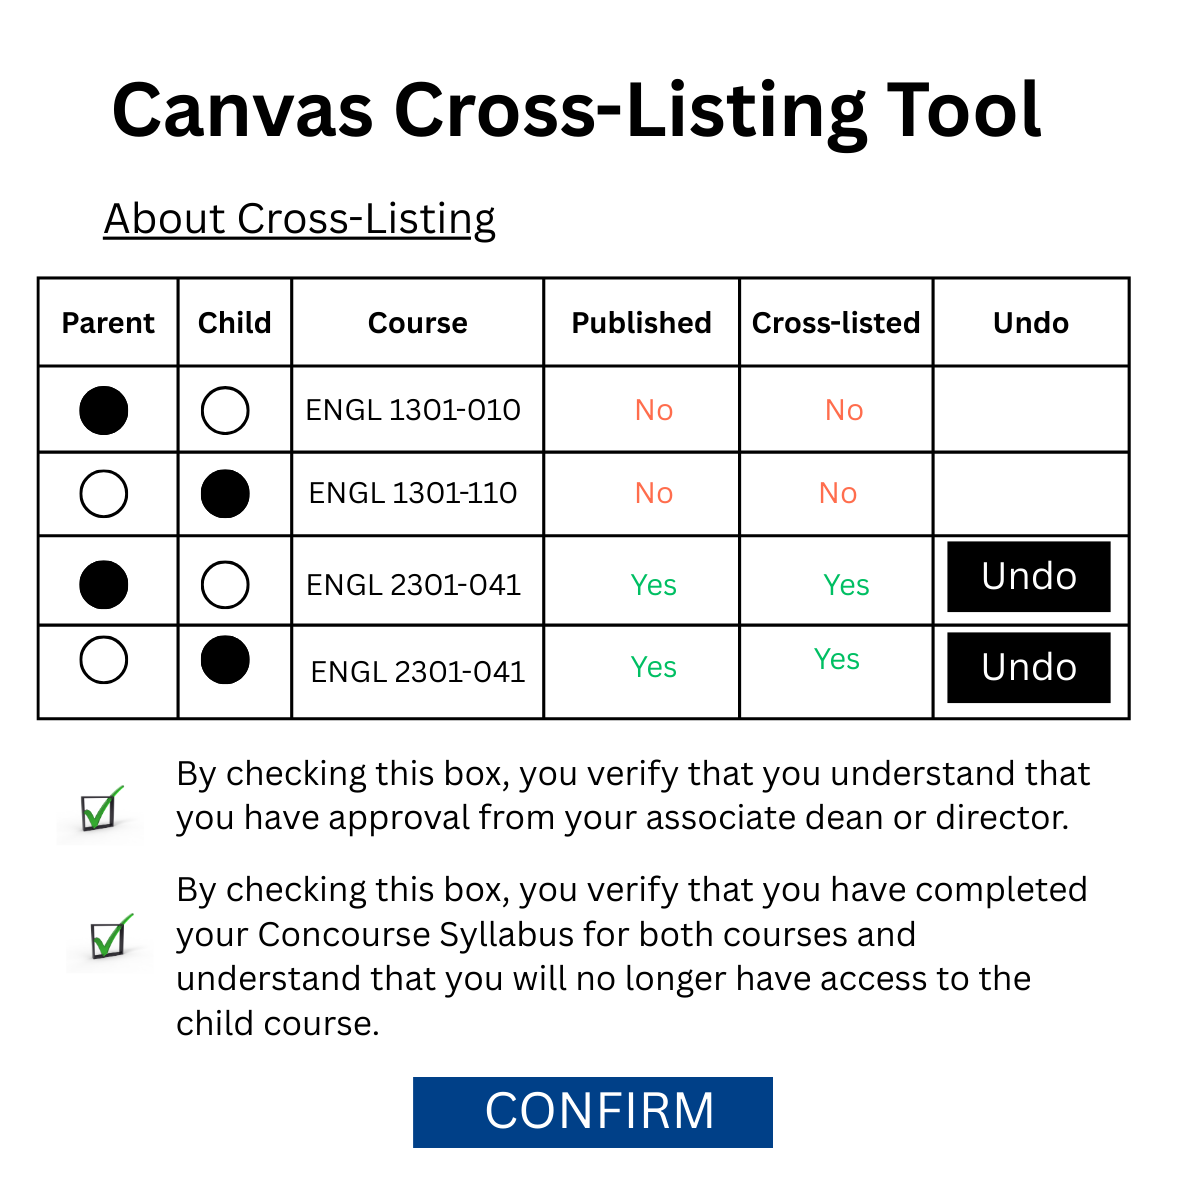 Canvas Cross-Listing Tool
About Cross-Listing
Parent Child Course Published Cross-listed Undo
ENGL 1301-010 No No
ENGL 1301-110 No No
ENGL 2301-041 Yes Yes Undo
ENGL 2301-041 Yes Yes Undo
By checking this box, you verify that you understand that
you have approval from your associate dean or director.
By checking this box, you verify that you have completed
your Concourse Syllabus for both courses and
understand that you will no longer have access to the
child course.
CONFIRM